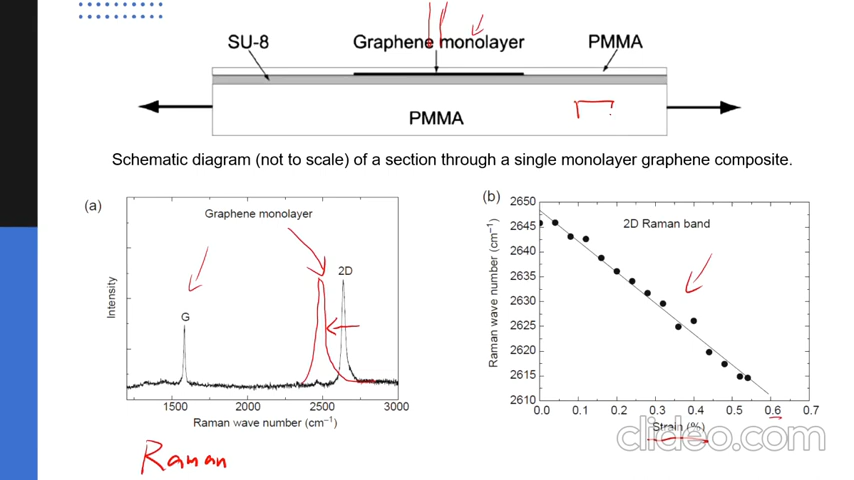 SU-8
Graphene monolayer
PMMA
PMMA
Schematic diagram (not to scale) of a section through a single monolayer graphene composite.
(a)
Graphene monolayer
2D
G
Intensity
1500 2000 2500 3000
Raman wave number (cm⁻¹)
Raman
(b)
2D Raman band
Raman wave number (cm⁻¹)
2650
2645
2640
2635
2630
2625
2620
2615
2610
0.0 0.1 0.2 0.3 0.4 0.5 0.6 0.7
Strain (%)
clideo.com